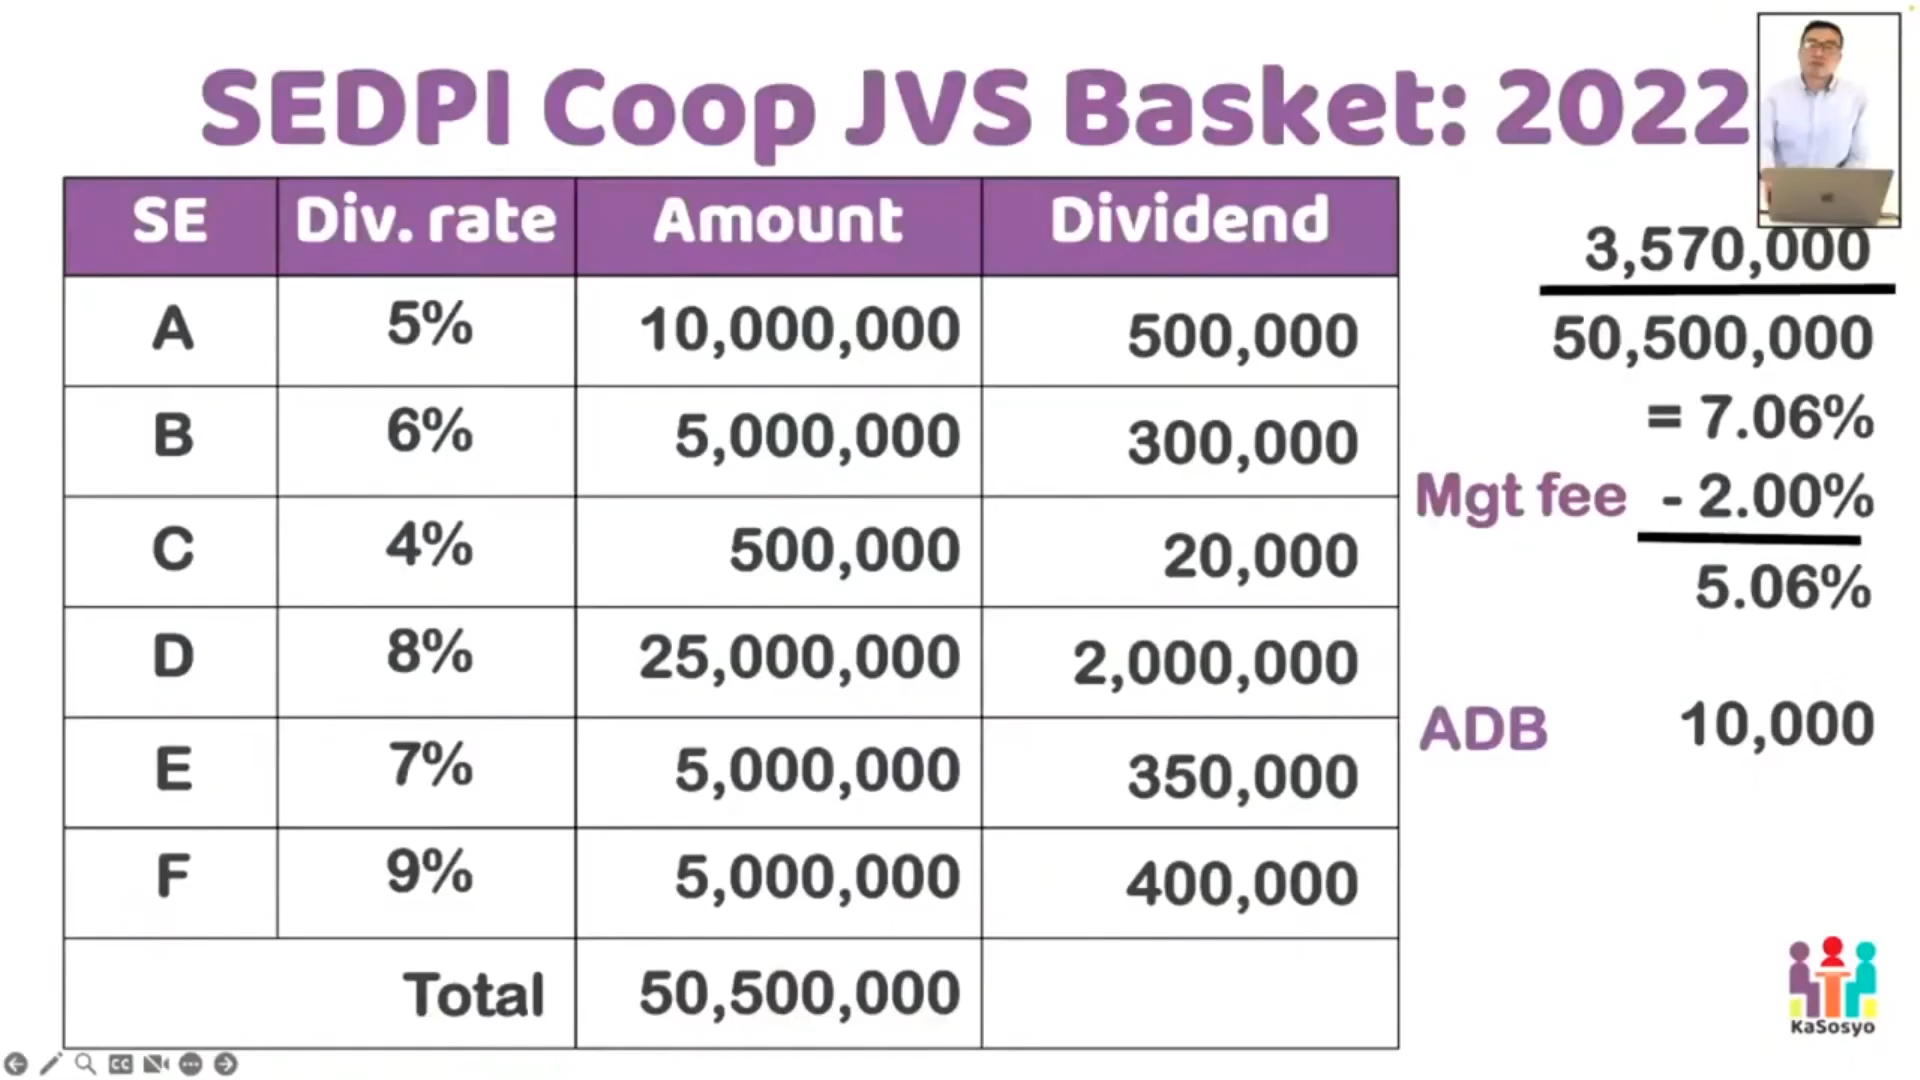 SEDPI Coop JVS Basket: 2022
SE Div. rate Amount Dividend
A 5% 10,000,000 500,000
B 6% 5,000,000 300,000
C 4% 500,000 20,000
D 8% 25,000,000 2,000,000
E 7% 5,000,000 350,000
F 9% 5,000,000 400,000
Total 50,500,000
3,570,000
50,500,000
= 7.06%
Mgt fee - 2.00%
5.06%
ADB 10,000
KaSosyo
CC